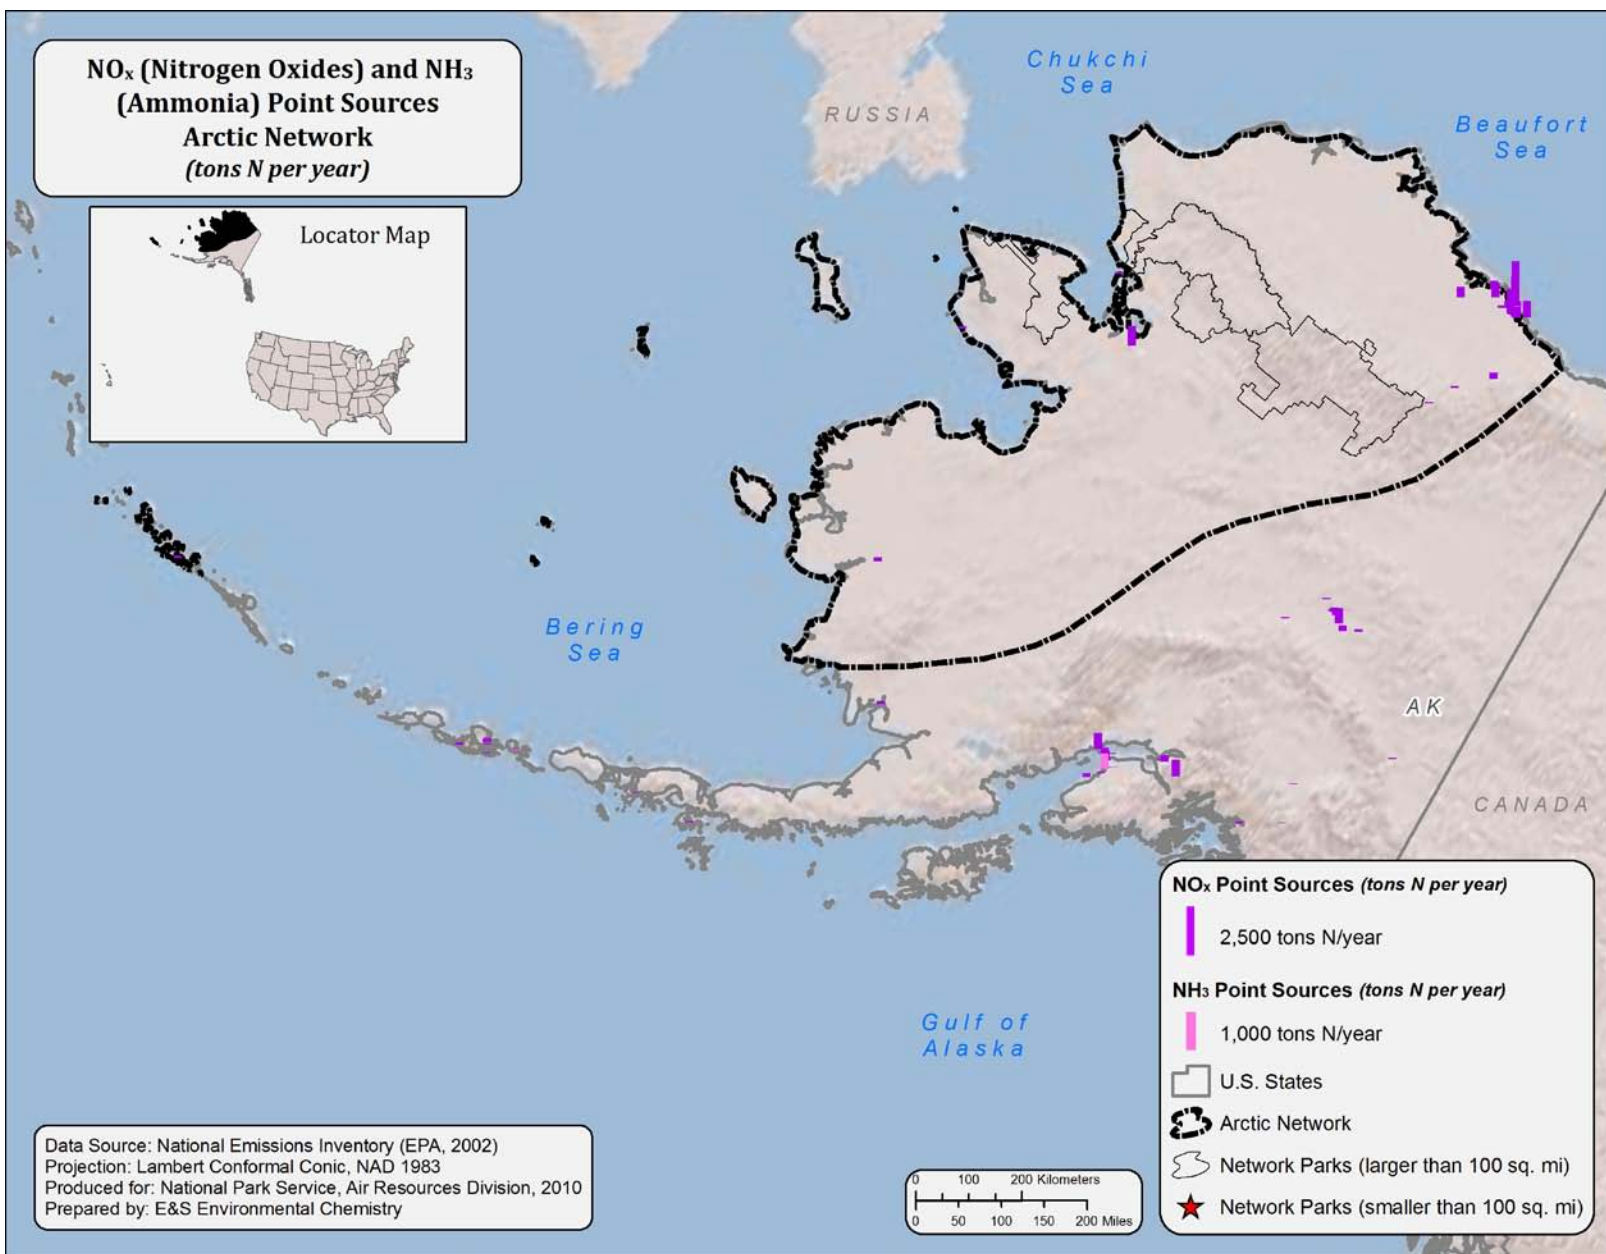 NOₓ (Nitrogen Oxides) and NH₃
(Ammonia) Point Sources
Arctic Network
(tons N per year)
Locator Map
RUSSIA
Chukchi
Sea
Beaufort
Sea
Bering
Sea
AK
CANADA
Gulf of
Alaska
NOₓ Point Sources (tons N per year)
2,500 tons N/year
NH₃ Point Sources (tons N per year)
1,000 tons N/year
U.S. States
Arctic Network
Network Parks (larger than 100 sq. mi)
Network Parks (smaller than 100 sq. mi)
Data Source: National Emissions Inventory (EPA, 2002)
Projection: Lambert Conformal Conic, NAD 1983
Produced for: National Park Service, Air Resources Division, 2010
Prepared by: E&S Environmental Chemistry
0 100 200 Kilometers
0 50 100 150 200 Miles